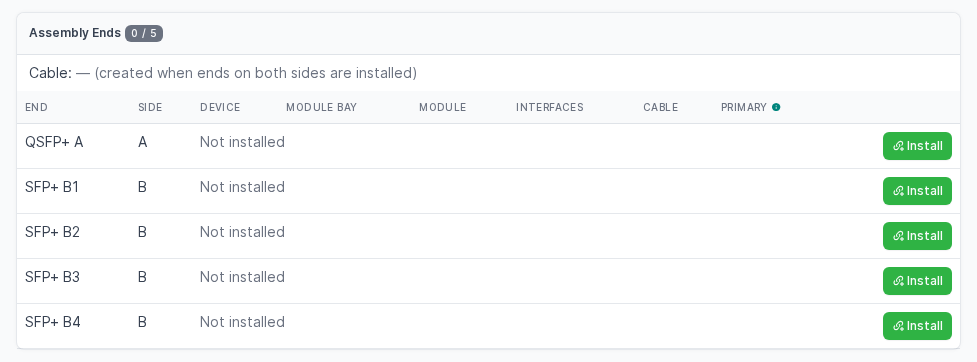 Assembly Ends 0 / 5
Cable: — (created when ends on both sides are installed)
END SIDE DEVICE MODULE BAY MODULE INTERFACES CABLE PRIMARY
QSFP+ A A Not installed Install
SFP+ B1 B Not installed Install
SFP+ B2 B Not installed Install
SFP+ B3 B Not installed Install
SFP+ B4 B Not installed Install